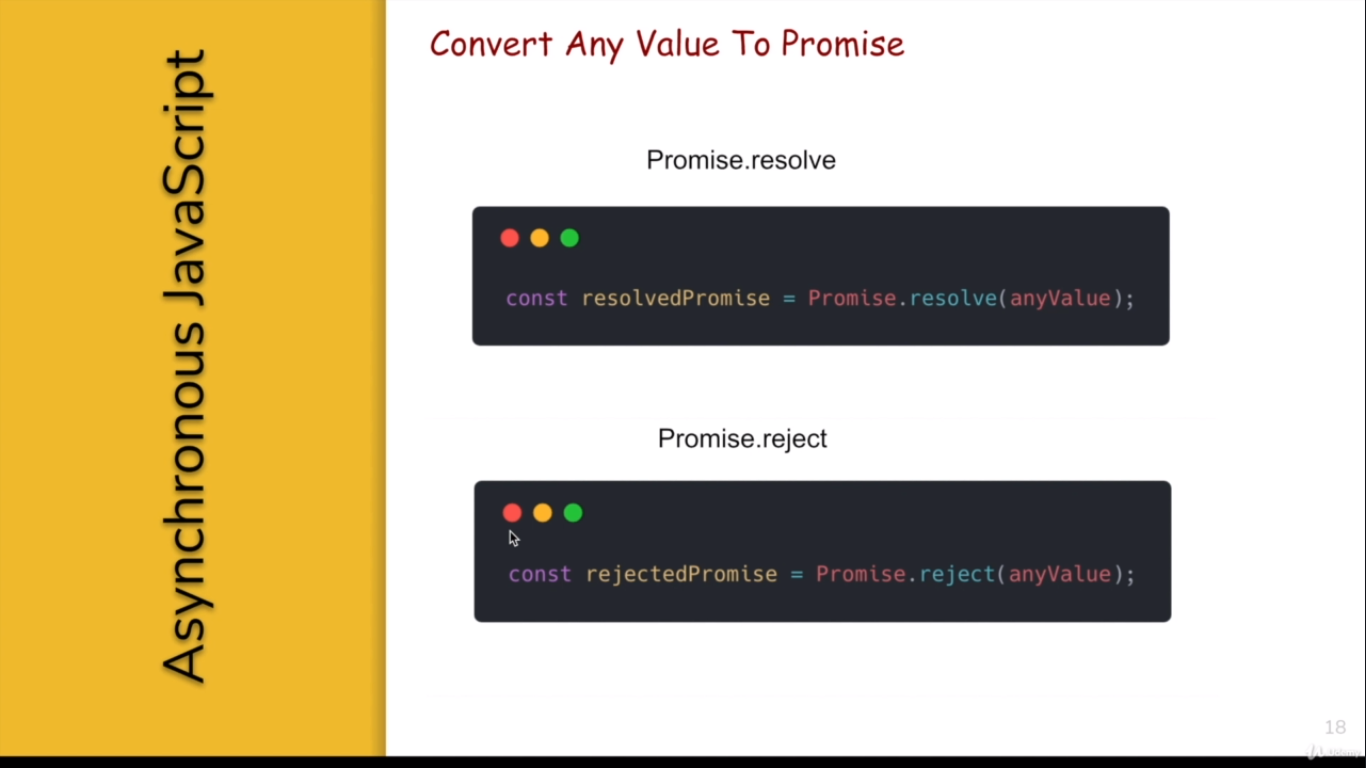 Asynchronous JavaScript
Convert Any Value To Promise
Promise.resolve
const resolvedPromise = Promise.resolve(anyValue);
Promise.reject
const rejectedPromise = Promise.reject(anyValue);
18
Udemy